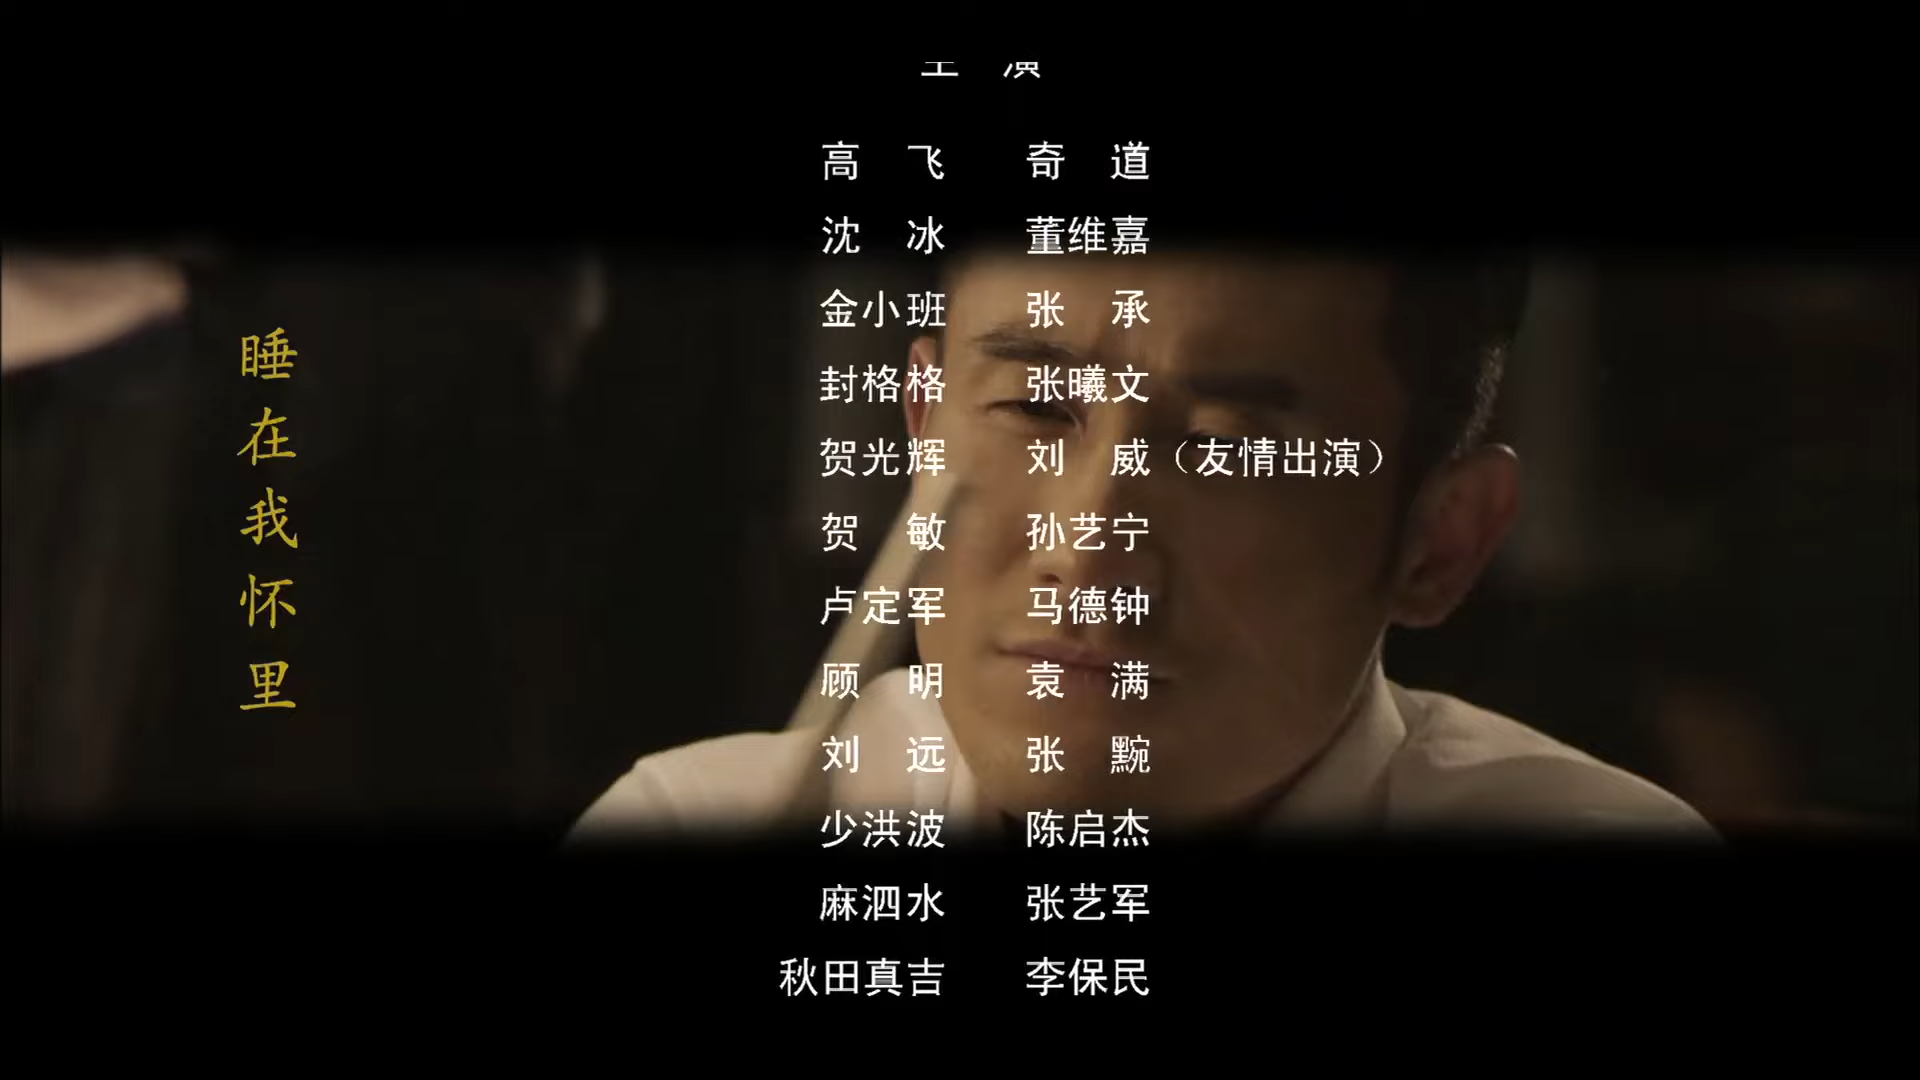 主 演
高 飞 奇 道
沈 冰 董维嘉
金小班 张 承
封格格 张曦文
贺光辉 刘 威（友情出演）
贺 敏 孙艺宁
卢定军 马德钟
顾 明 袁 满
刘 远 张 黦
少洪波 陈启杰
麻泗水 张艺军
秋田真吉 李保民
睡在我怀里